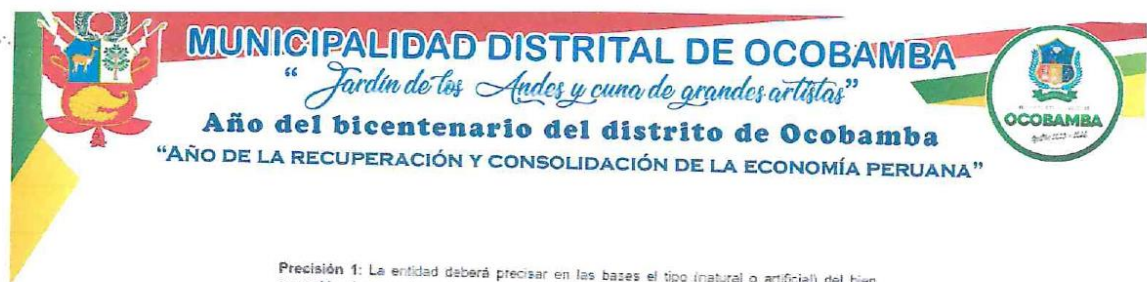 MUNICIPALIDAD DISTRITAL DE OCOBAMBA
“ Jardín de los Andes y cuna de grandes artistas”
Año del bicentenario del distrito de Ocobamba
“AÑO DE LA RECUPERACIÓN Y CONSOLIDACIÓN DE LA ECONOMÍA PERUANA”
OCOBAMBA
Precisión 1: La entidad deberá precisar en las bases el tipo (natural o artificial) del bien